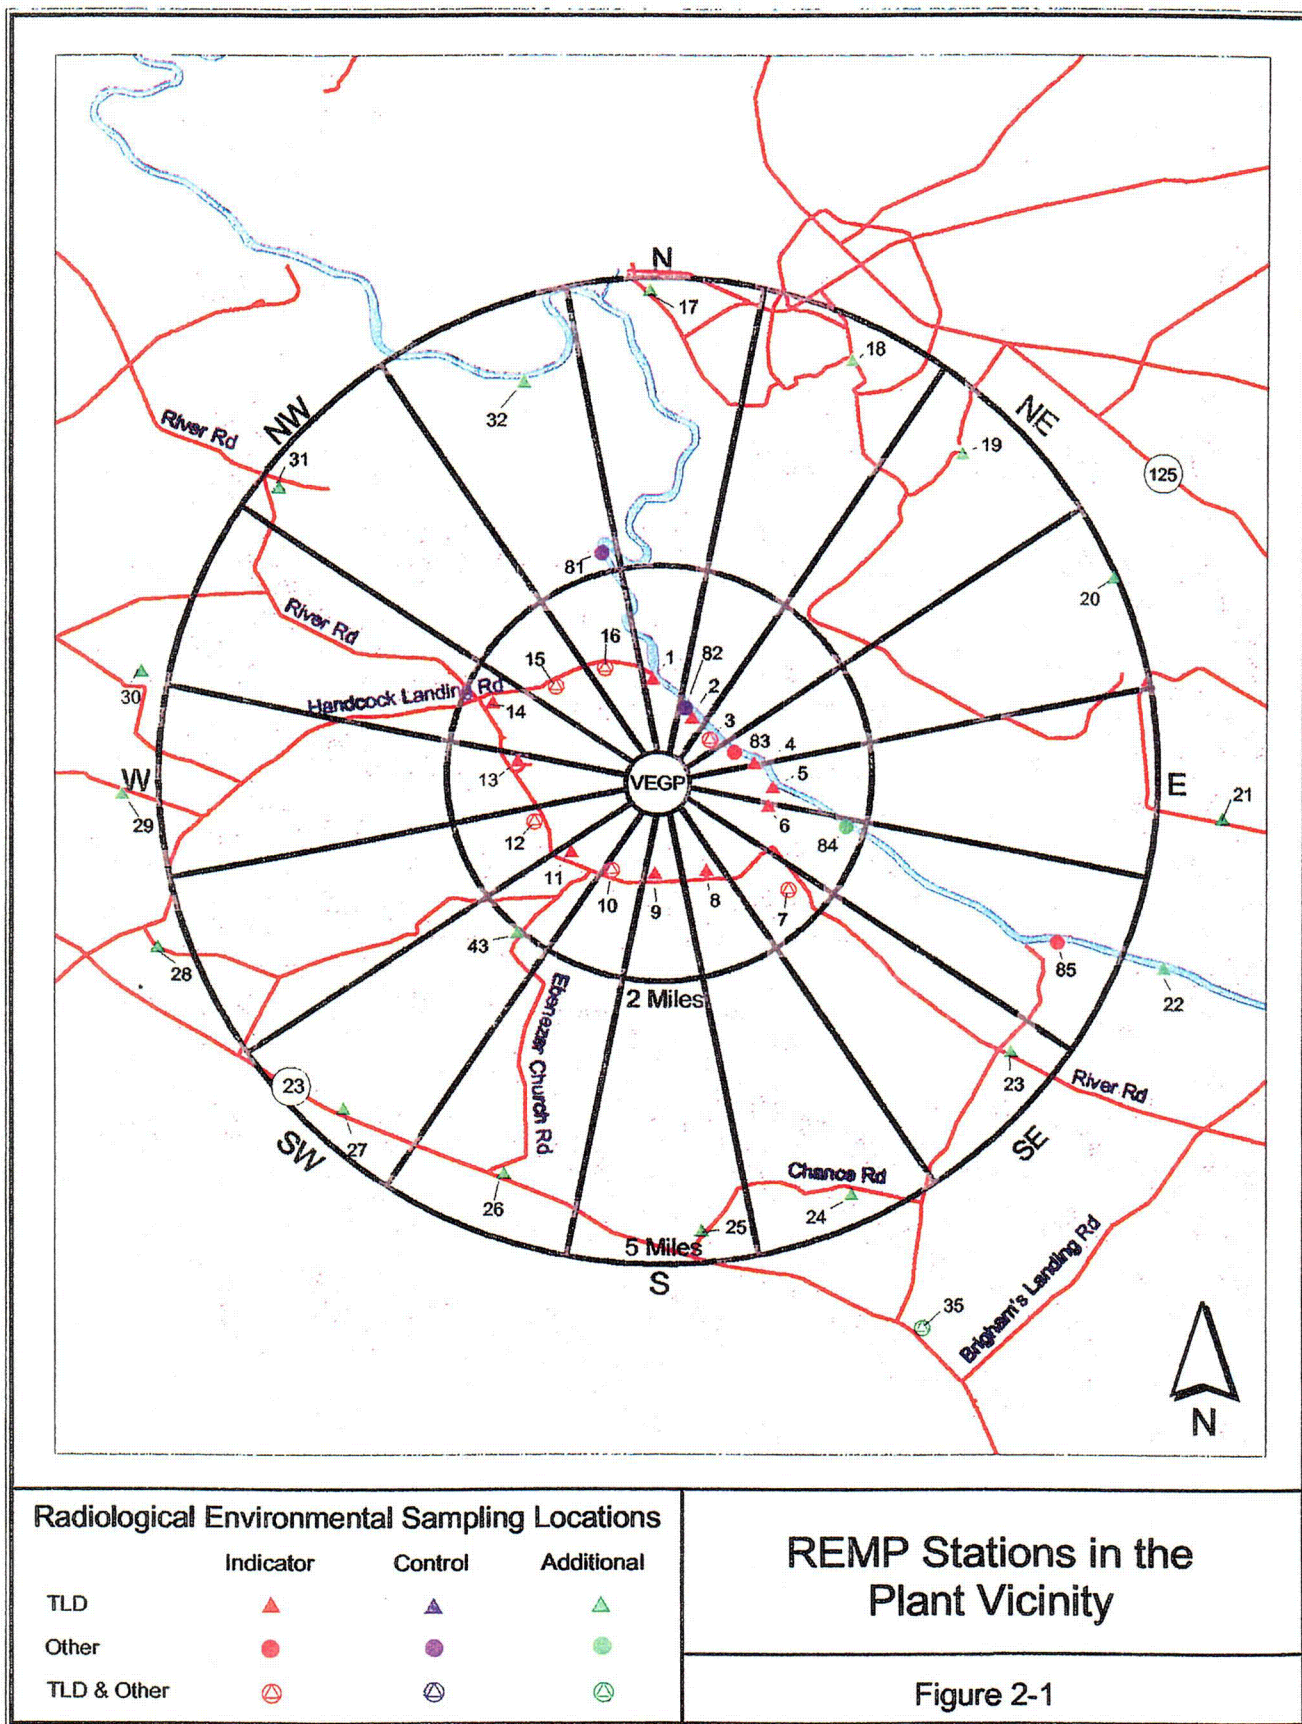 N
17
18
32
NW
NE
River Rd
31
19
125
81
20
River Rd
16
15
1
82
2
30
Handcock Landing Rd
14
3
83
4
13
5
W
VEGP
E
29
12
6
21
84
11
10
9
8
7
43
28
85
22
2 Miles
Ebenezer Church Rd
23
23
River Rd
27
SW
SE
Chance Rd
26
24
25
5 Miles
S
35
Brigham's Landing Rd
N
Radiological Environmental Sampling Locations
Indicator Control Additional
TLD
Other
TLD & Other
REMP Stations in the
Plant Vicinity
Figure 2-1